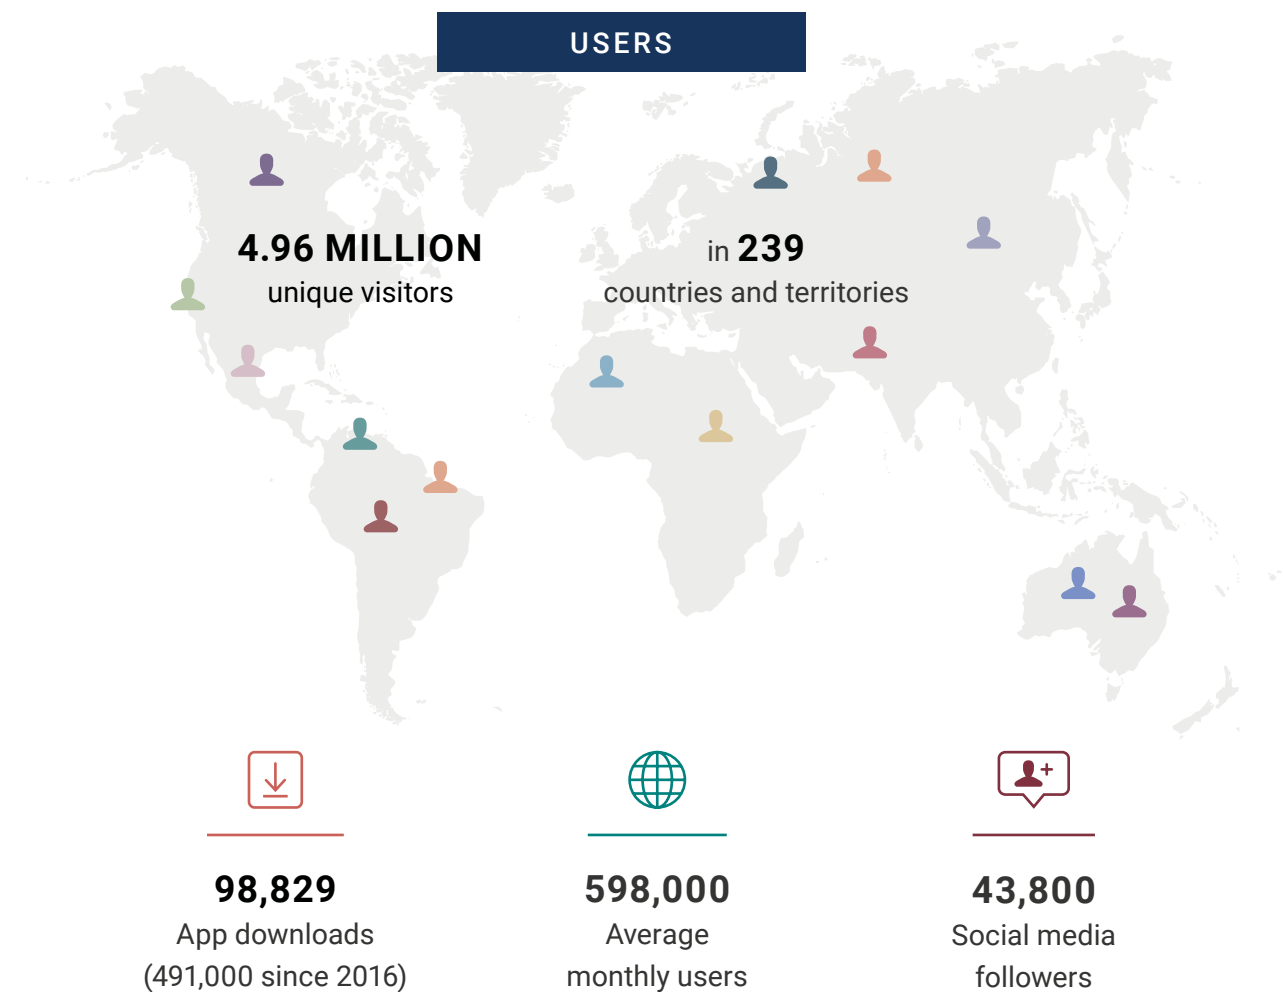 USERS
4.96 MILLION
unique visitors
in 239
countries and territories
98,829
App downloads
(491,000 since 2016)
598,000
Average
monthly users
43,800
Social media
followers